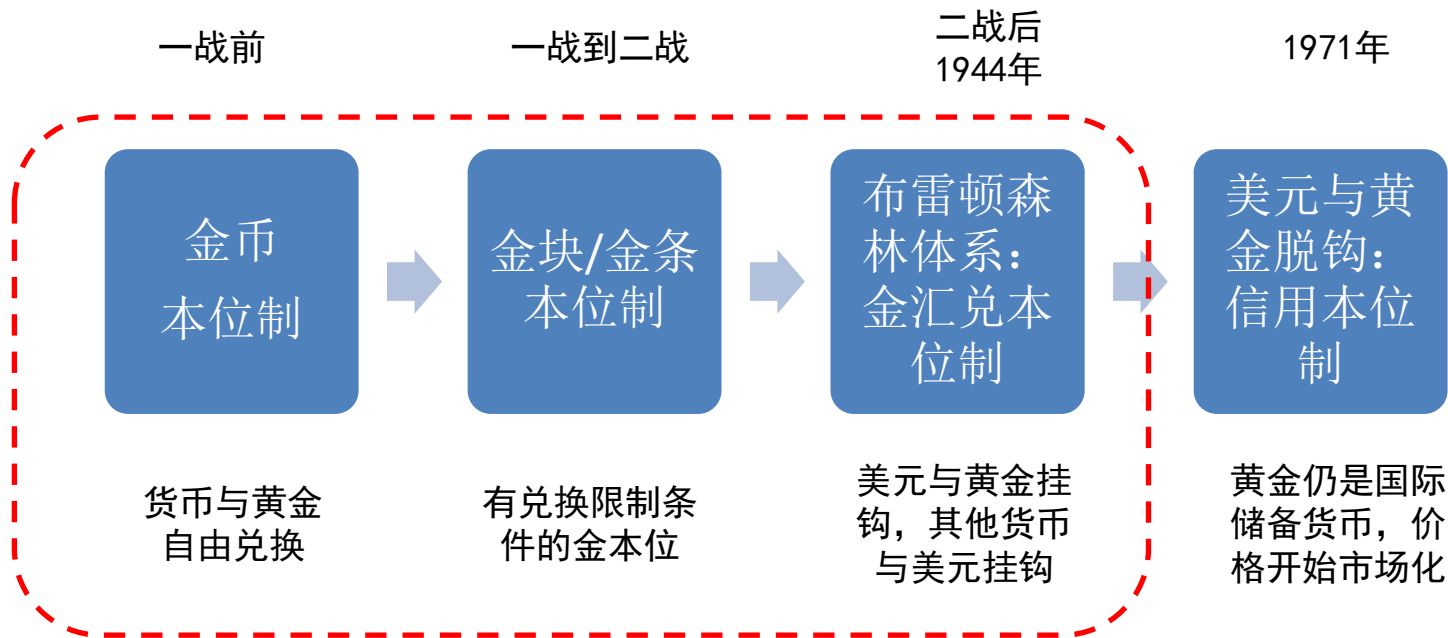 一战前
一战到二战
二战后
1944年
1971年
金币
本位制
金块/金条
本位制
布雷顿森
林体系：
金汇兑本
位制
美元与黄
金脱钩：
信用本位
制
货币与黄金
自由兑换
有兑换限制条
件的金本位
美元与黄金挂
钩，其他货币
与美元挂钩
黄金仍是国际
储备货币，价
格开始市场化